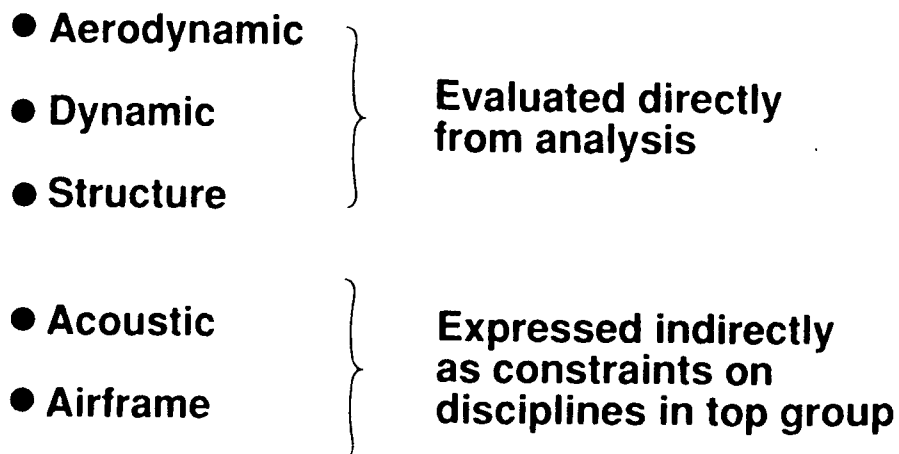 ● Aerodynamic
● Dynamic
● Structure
Evaluated directly
from analysis
● Acoustic
● Airframe
Expressed indirectly
as constraints on
disciplines in top group